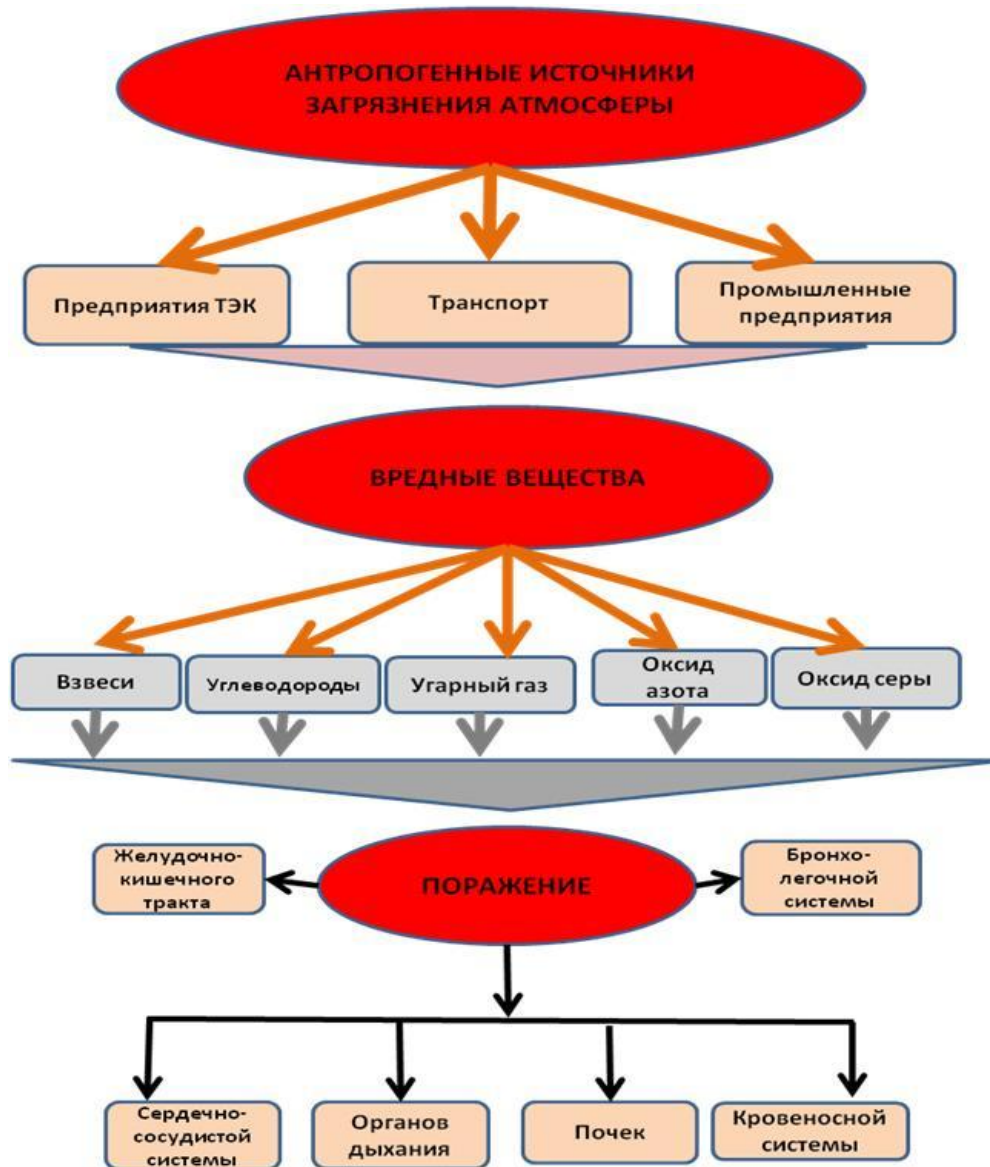 АНТРОПОГЕННЫЕ ИСТОЧНИКИ
ЗАГРЯЗНЕНИЯ АТМОСФЕРЫ
Предприятия ТЭК
Транспорт
Промышленные
предприятия
ВРЕДНЫЕ ВЕЩЕСТВА
Взвеси
Углеводороды
Угарный газ
Оксид
азота
Оксид серы
Желудочно-
кишечного
тракта
ПОРАЖЕНИЕ
Бронхо-
легочной
системы
Сердечно-
сосудистой
системы
Органов
дыхания
Почек
Кровеносной
системы